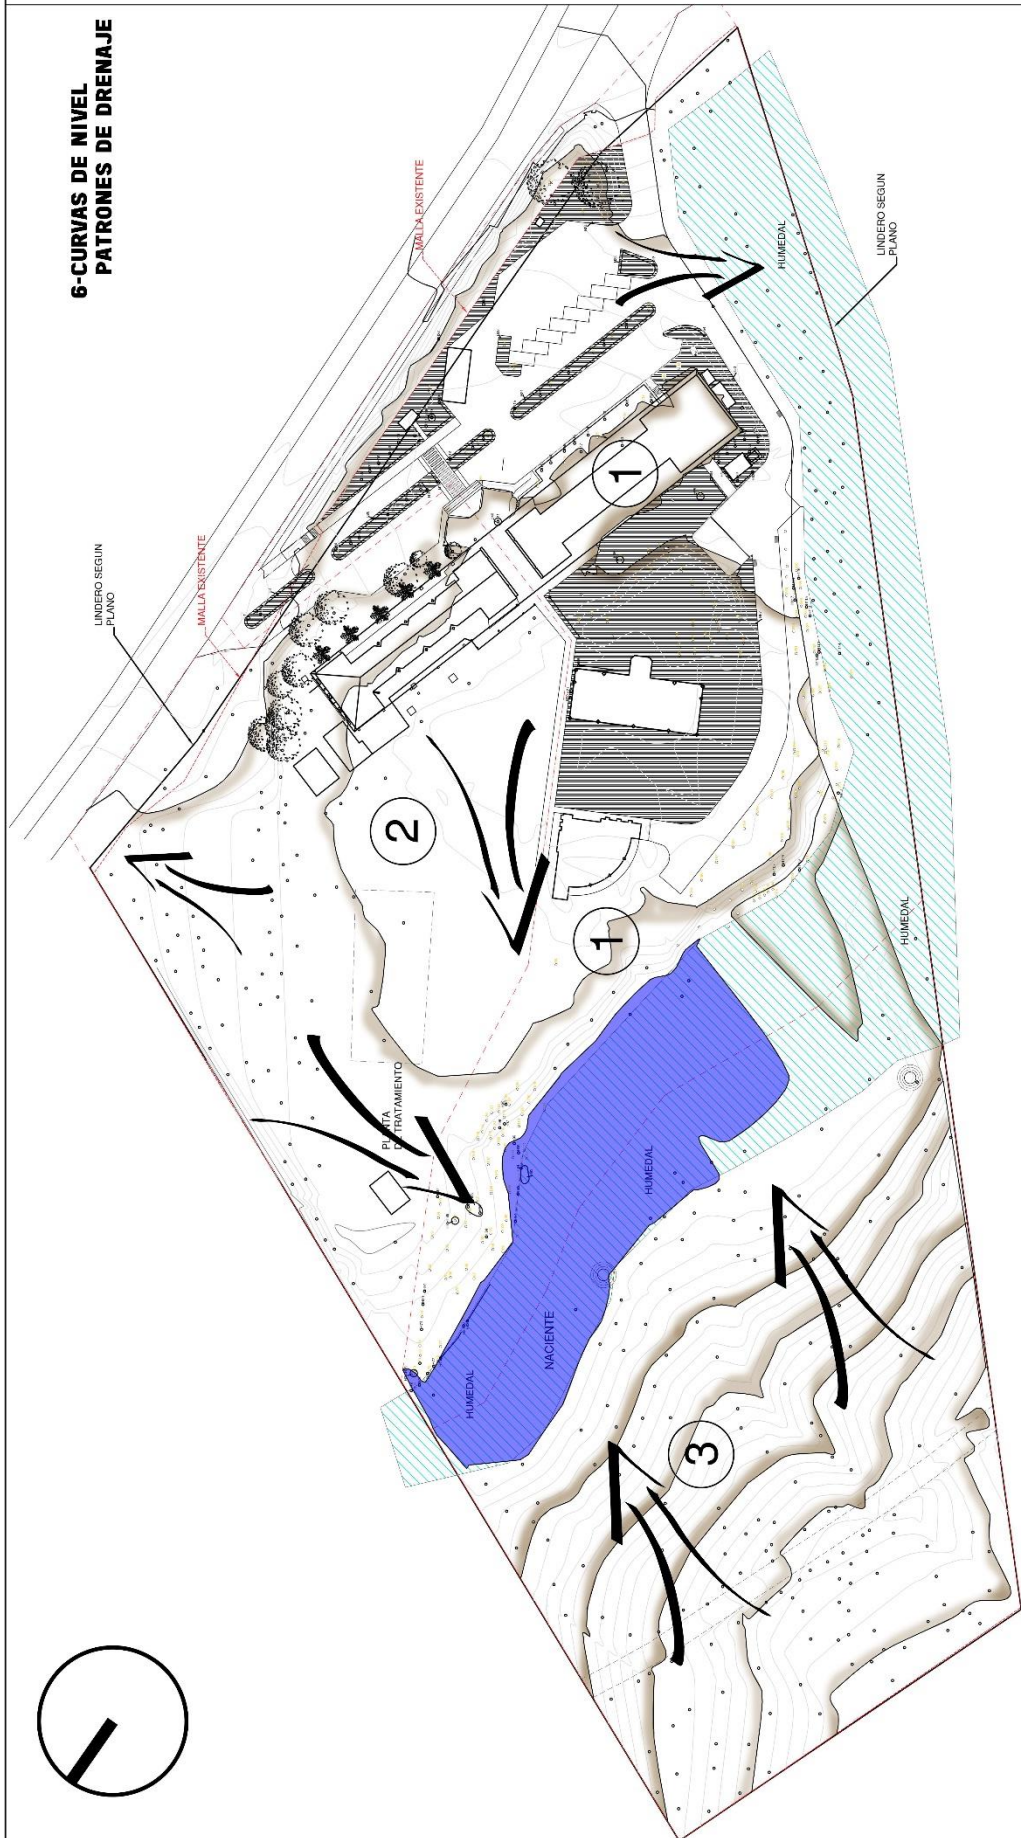 6-CURVAS DE NIVEL
PATRONES DE DRENAJE
MALLA EXISTENTE
LINDERO SEGUN
PLANO
MALLA EXISTENTE
HUMEDAL
LINDERO SEGUN
PLANO
1
2
1
HUMEDAL
PLANTA
DE TRATAMIENTO
HUMEDAL
NACIENTE
HUMEDAL
3